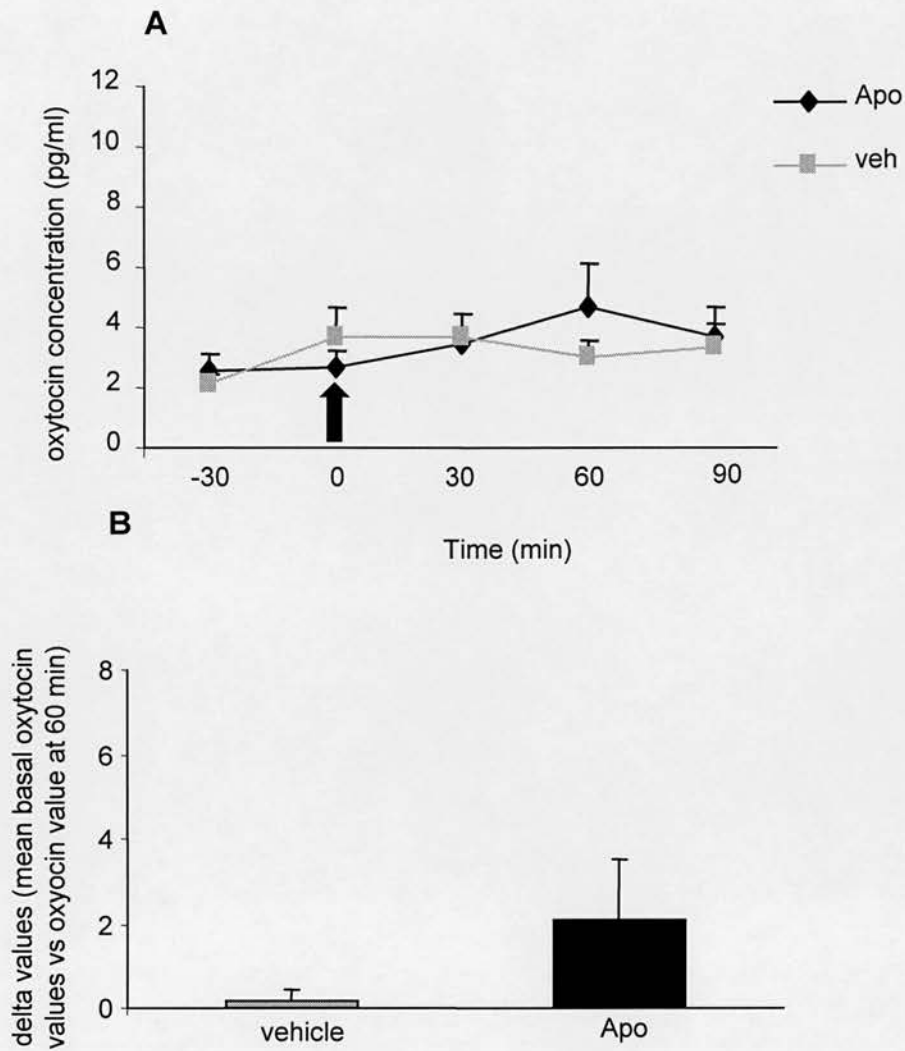 A
12
10
8
6
4
2
0
oxytocin concentration (pg/ml)
Apo
veh
-30 0 30 60 90
Time (min)
B
delta values (mean basal oxytocin
values vs oxyocin value at 60 min)
8
6
4
2
0
vehicle Apo